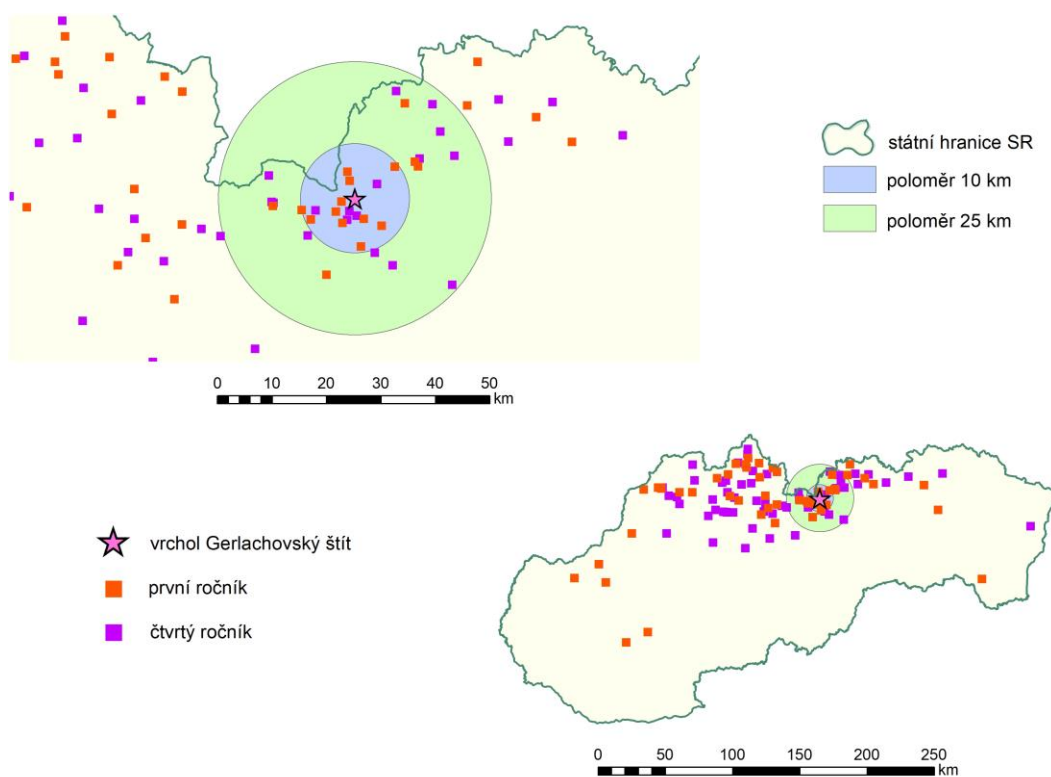 státní hranice SR
poloměr 10 km
poloměr 25 km
0 10 20 30 40 50
km
vrchol Gerlachovský štít
první ročník
čtvrtý ročník
0 50 100 150 200 250
km